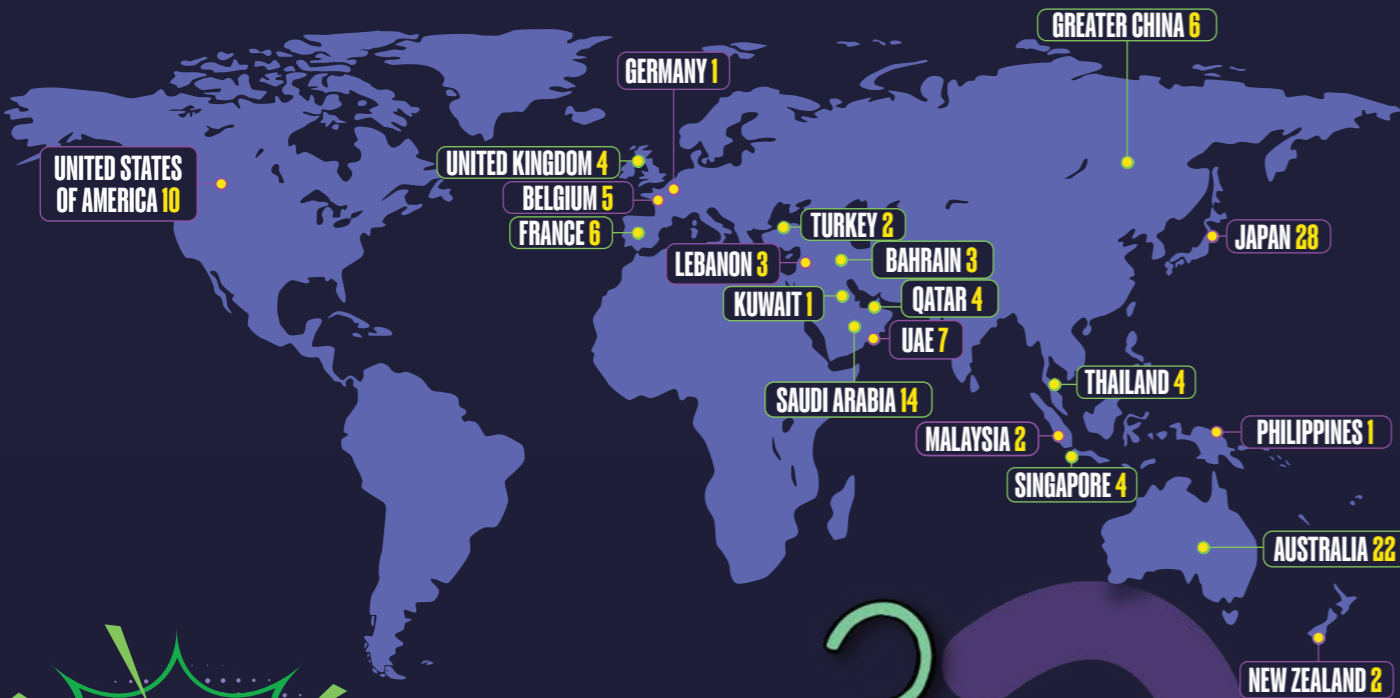 GREATER CHINA 6
GERMANY 1
UNITED STATES
OF AMERICA 10
UNITED KINGDOM 4
BELGIUM 5
FRANCE 6
TURKEY 2
LEBANON 3
BAHRAIN 3
KUWAIT 1
QATAR 4
UAE 7
JAPAN 28
SAUDI ARABIA 14
THAILAND 4
MALAYSIA 2
PHILIPPINES 1
SINGAPORE 4
AUSTRALIA 22
NEW ZEALAND 2